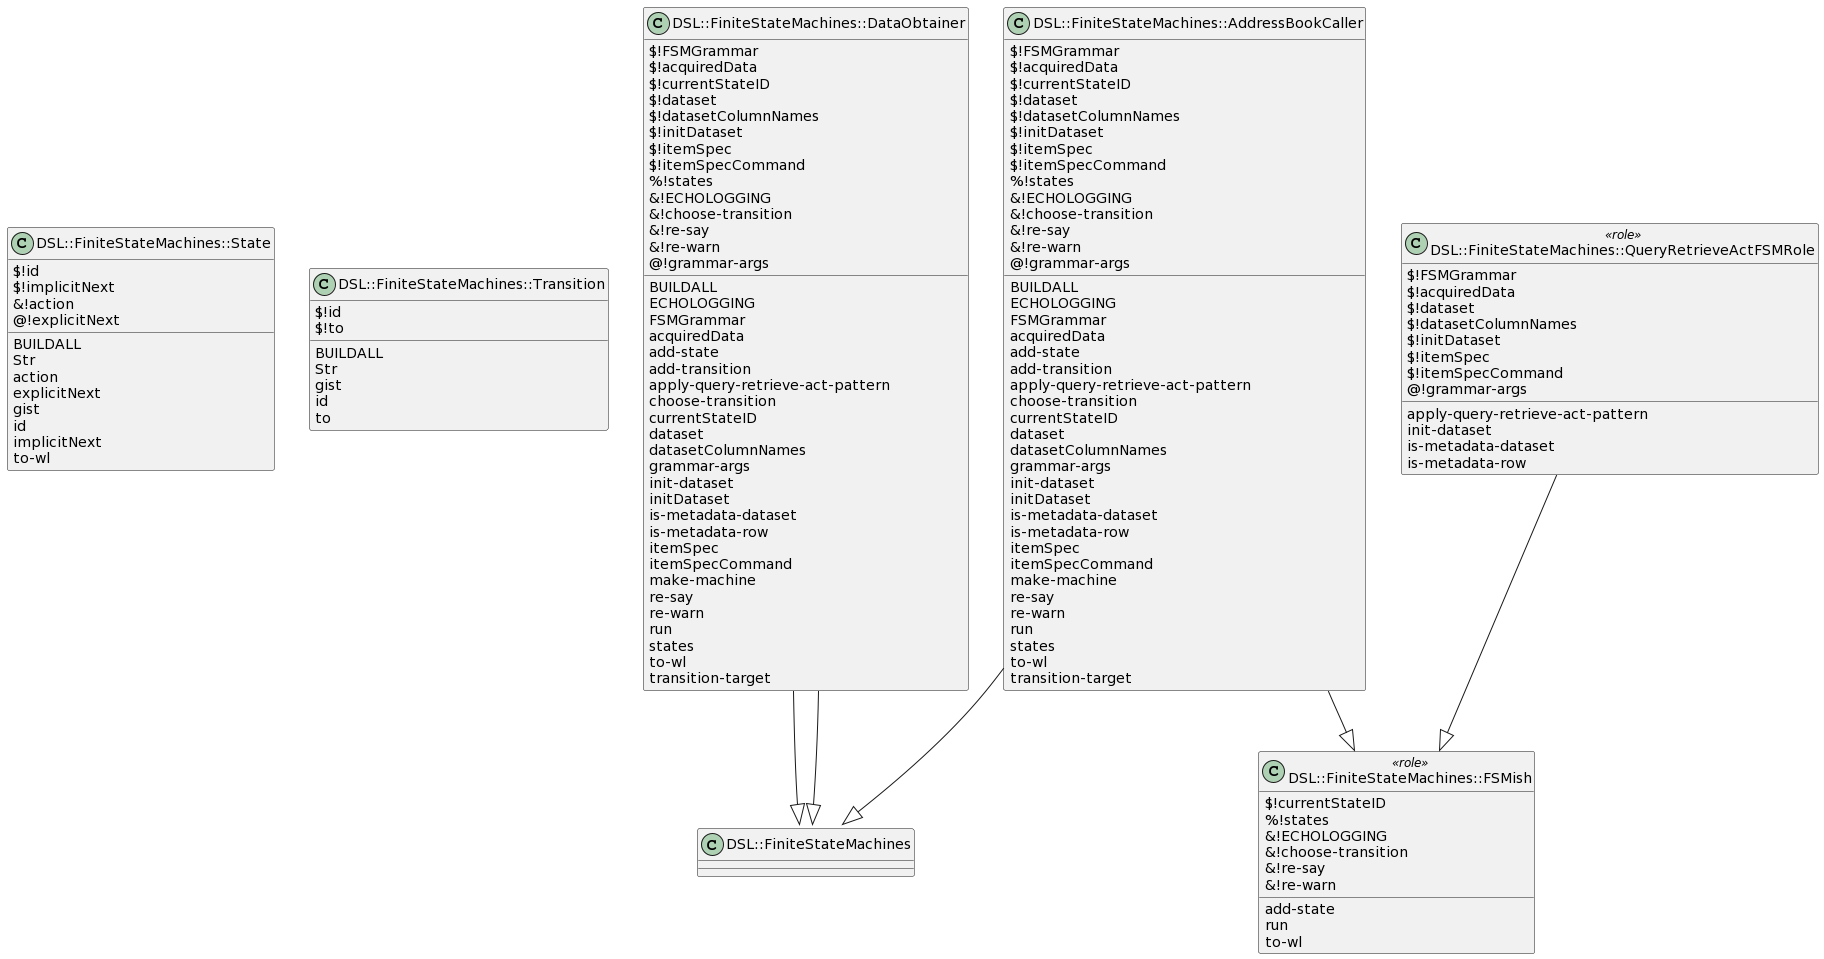 C DSL::FiniteStateMachines::State
$!id
$!implicitNext
&!action
@!explicitNext
BUILDALL
Str
action
explicitNext
gist
id
implicitNext
to-wl
C DSL::FiniteStateMachines::Transition
$!id
$!to
BUILDALL
Str
gist
id
to
C DSL::FiniteStateMachines::DataObtainer
$!FSMGrammar
$!acquiredData
$!currentStateID
$!dataset
$!datasetColumnNames
$!initDataset
$!itemSpec
$!itemSpecCommand
%!states
&!ECHOLOGGING
&!choose-transition
&!re-say
&!re-warn
@!grammar-args
BUILDALL
ECHOLOGGING
FSMGrammar
acquiredData
add-state
add-transition
apply-query-retrieve-act-pattern
choose-transition
currentStateID
dataset
datasetColumnNames
grammar-args
init-dataset
initDataset
is-metadata-dataset
is-metadata-row
itemSpec
itemSpecCommand
make-machine
re-say
re-warn
run
states
to-wl
transition-target
C DSL::FiniteStateMachines::AddressBookCaller
$!FSMGrammar
$!acquiredData
$!currentStateID
$!dataset
$!datasetColumnNames
$!initDataset
$!itemSpec
$!itemSpecCommand
%!states
&!ECHOLOGGING
&!choose-transition
&!re-say
&!re-warn
@!grammar-args
BUILDALL
ECHOLOGGING
FSMGrammar
acquiredData
add-state
add-transition
apply-query-retrieve-act-pattern
choose-transition
currentStateID
dataset
datasetColumnNames
grammar-args
init-dataset
initDataset
is-metadata-dataset
is-metadata-row
itemSpec
itemSpecCommand
make-machine
re-say
re-warn
run
states
to-wl
transition-target
«role»
C DSL::FiniteStateMachines::QueryRetrieveActFSMRole
$!FSMGrammar
$!acquiredData
$!dataset
$!datasetColumnNames
$!initDataset
$!itemSpec
$!itemSpecCommand
@!grammar-args
apply-query-retrieve-act-pattern
init-dataset
is-metadata-dataset
is-metadata-row
C DSL::FiniteStateMachines
«role»
C DSL::FiniteStateMachines::FSMish
$!currentStateID
%!states
&!ECHOLOGGING
&!choose-transition
&!re-say
&!re-warn
add-state
run
to-wl